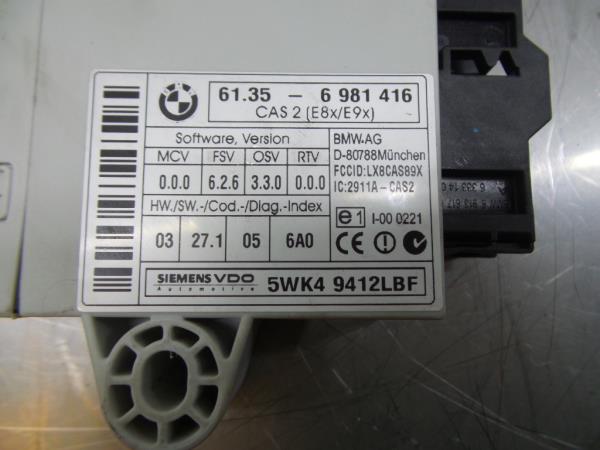 BMW
61.35 - 6 981 416
CAS 2 (E8x/E9x)
Software, Version
MCV FSV OSV RTV
0.0.0 6.2.6 3.3.0 0.0.0
HW./SW.-/Cod./Diag.-Index
03 27.1 05 6A0
BMW-AG
D-80788München
FCCID:LX8CAS89X
IC:2911A-CAS2
e1 I-00 0221
CE
SIEMENS VDO
Automotive
5WK4 9412LBF